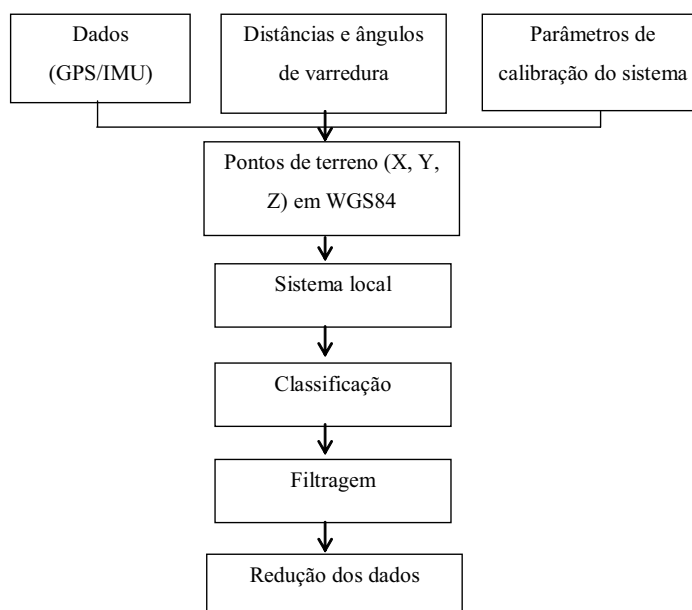 Dados
(GPS/IMU)
Distâncias e ângulos
de varredura
Parâmetros de
calibração do sistema
Pontos de terreno (X, Y,
Z) em WGS84
Sistema local
Classificação
Filtragem
Redução dos dados